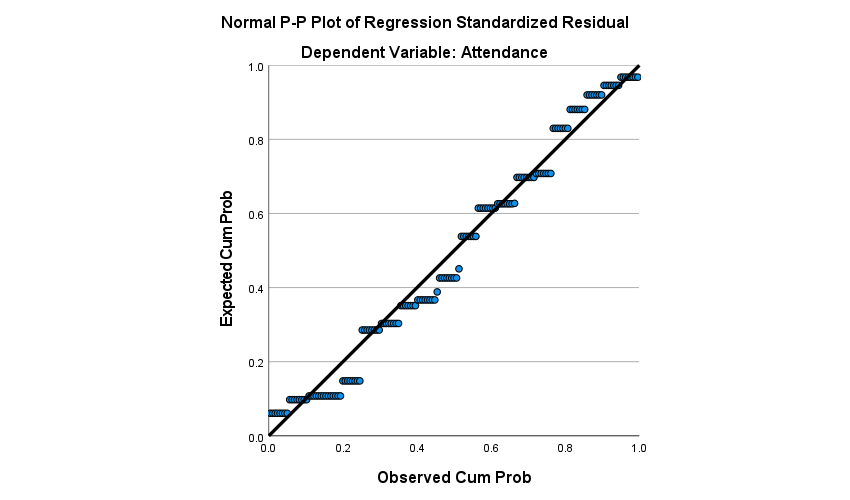 Normal P-P Plot of Regression Standardized Residual
Dependent Variable: Attendance
1.0
0.8
0.6
0.4
0.2
0.0
Expected Cum Prob
0.0 0.2 0.4 0.6 0.8 1.0
Observed Cum Prob